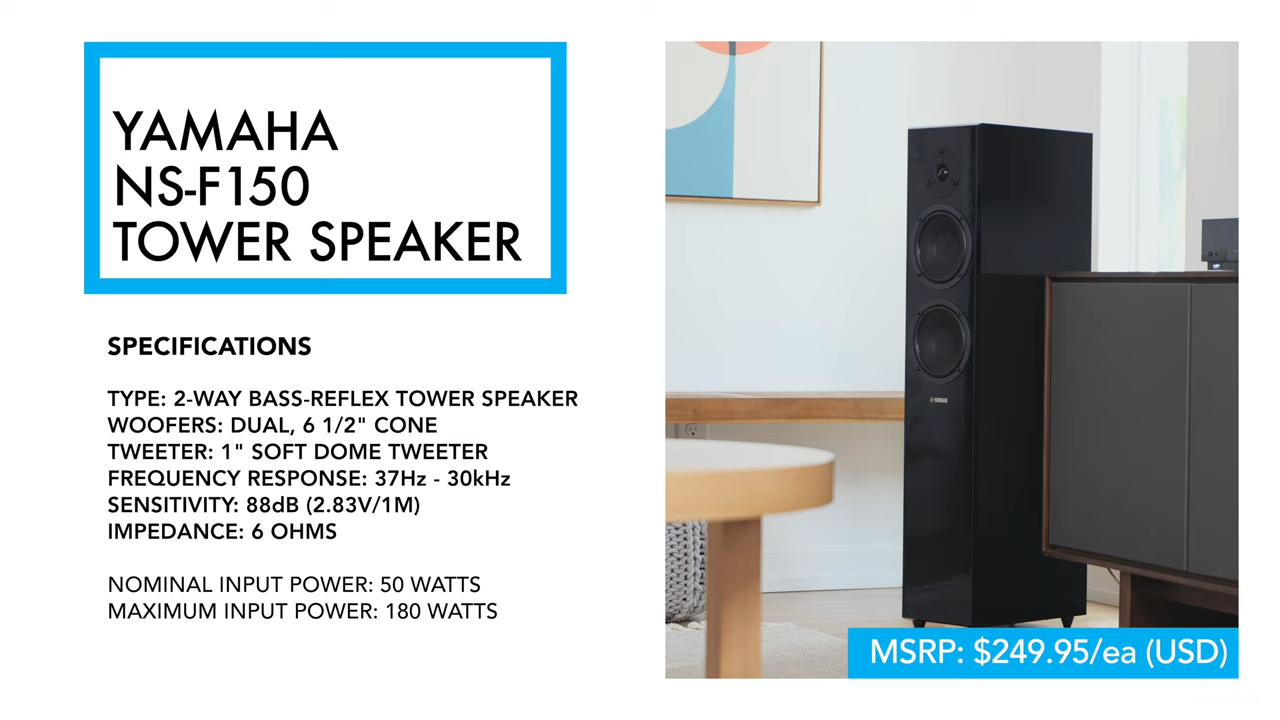 YAMAHA
NS-F150
TOWER SPEAKER
SPECIFICATIONS
TYPE: 2-WAY BASS-REFLEX TOWER SPEAKER
WOOFERS: DUAL, 6 1/2" CONE
TWEETER: 1" SOFT DOME TWEETER
FREQUENCY RESPONSE: 37Hz - 30kHz
SENSITIVITY: 88dB (2.83V/1M)
IMPEDANCE: 6 OHMS
NOMINAL INPUT POWER: 50 WATTS
MAXIMUM INPUT POWER: 180 WATTS
YAMAHA
MSRP: $249.95/ea (USD)